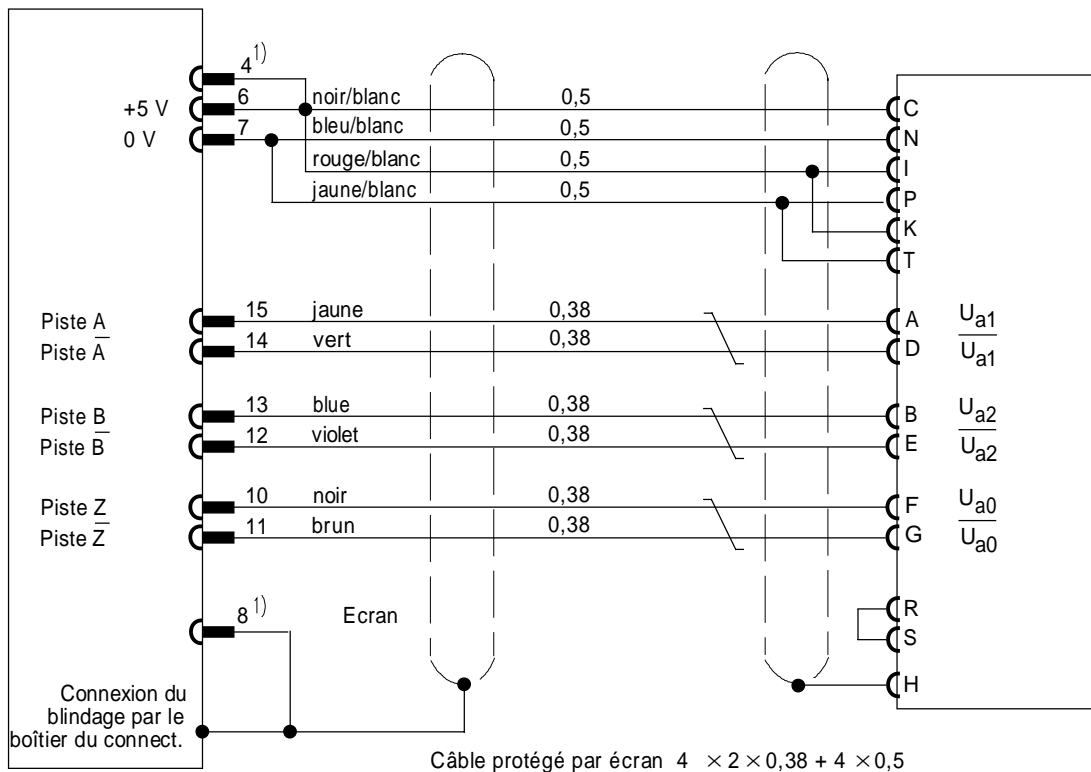 4 1)
+5 V 6 noir/blanc 0,5 C
0 V 7 bleu/blanc 0,5 N
rouge/blanc 0,5 I
jaune/blanc 0,5 P
K
T
Piste A 15 jaune 0,38 A Ua1
Piste A̅ 14 vert 0,38 D U̅a1
Piste B 13 blue 0,38 B Ua2
Piste B̅ 12 violet 0,38 E U̅a2
Piste Z 10 noir 0,38 F Ua0
Piste Z̅ 11 brun 0,38 G U̅a0
8 1) Ecran R
S
H
Connexion du
blindage par le
boîtier du connect.
Câble protégé par écran 4 × 2 × 0,38 + 4 × 0,5